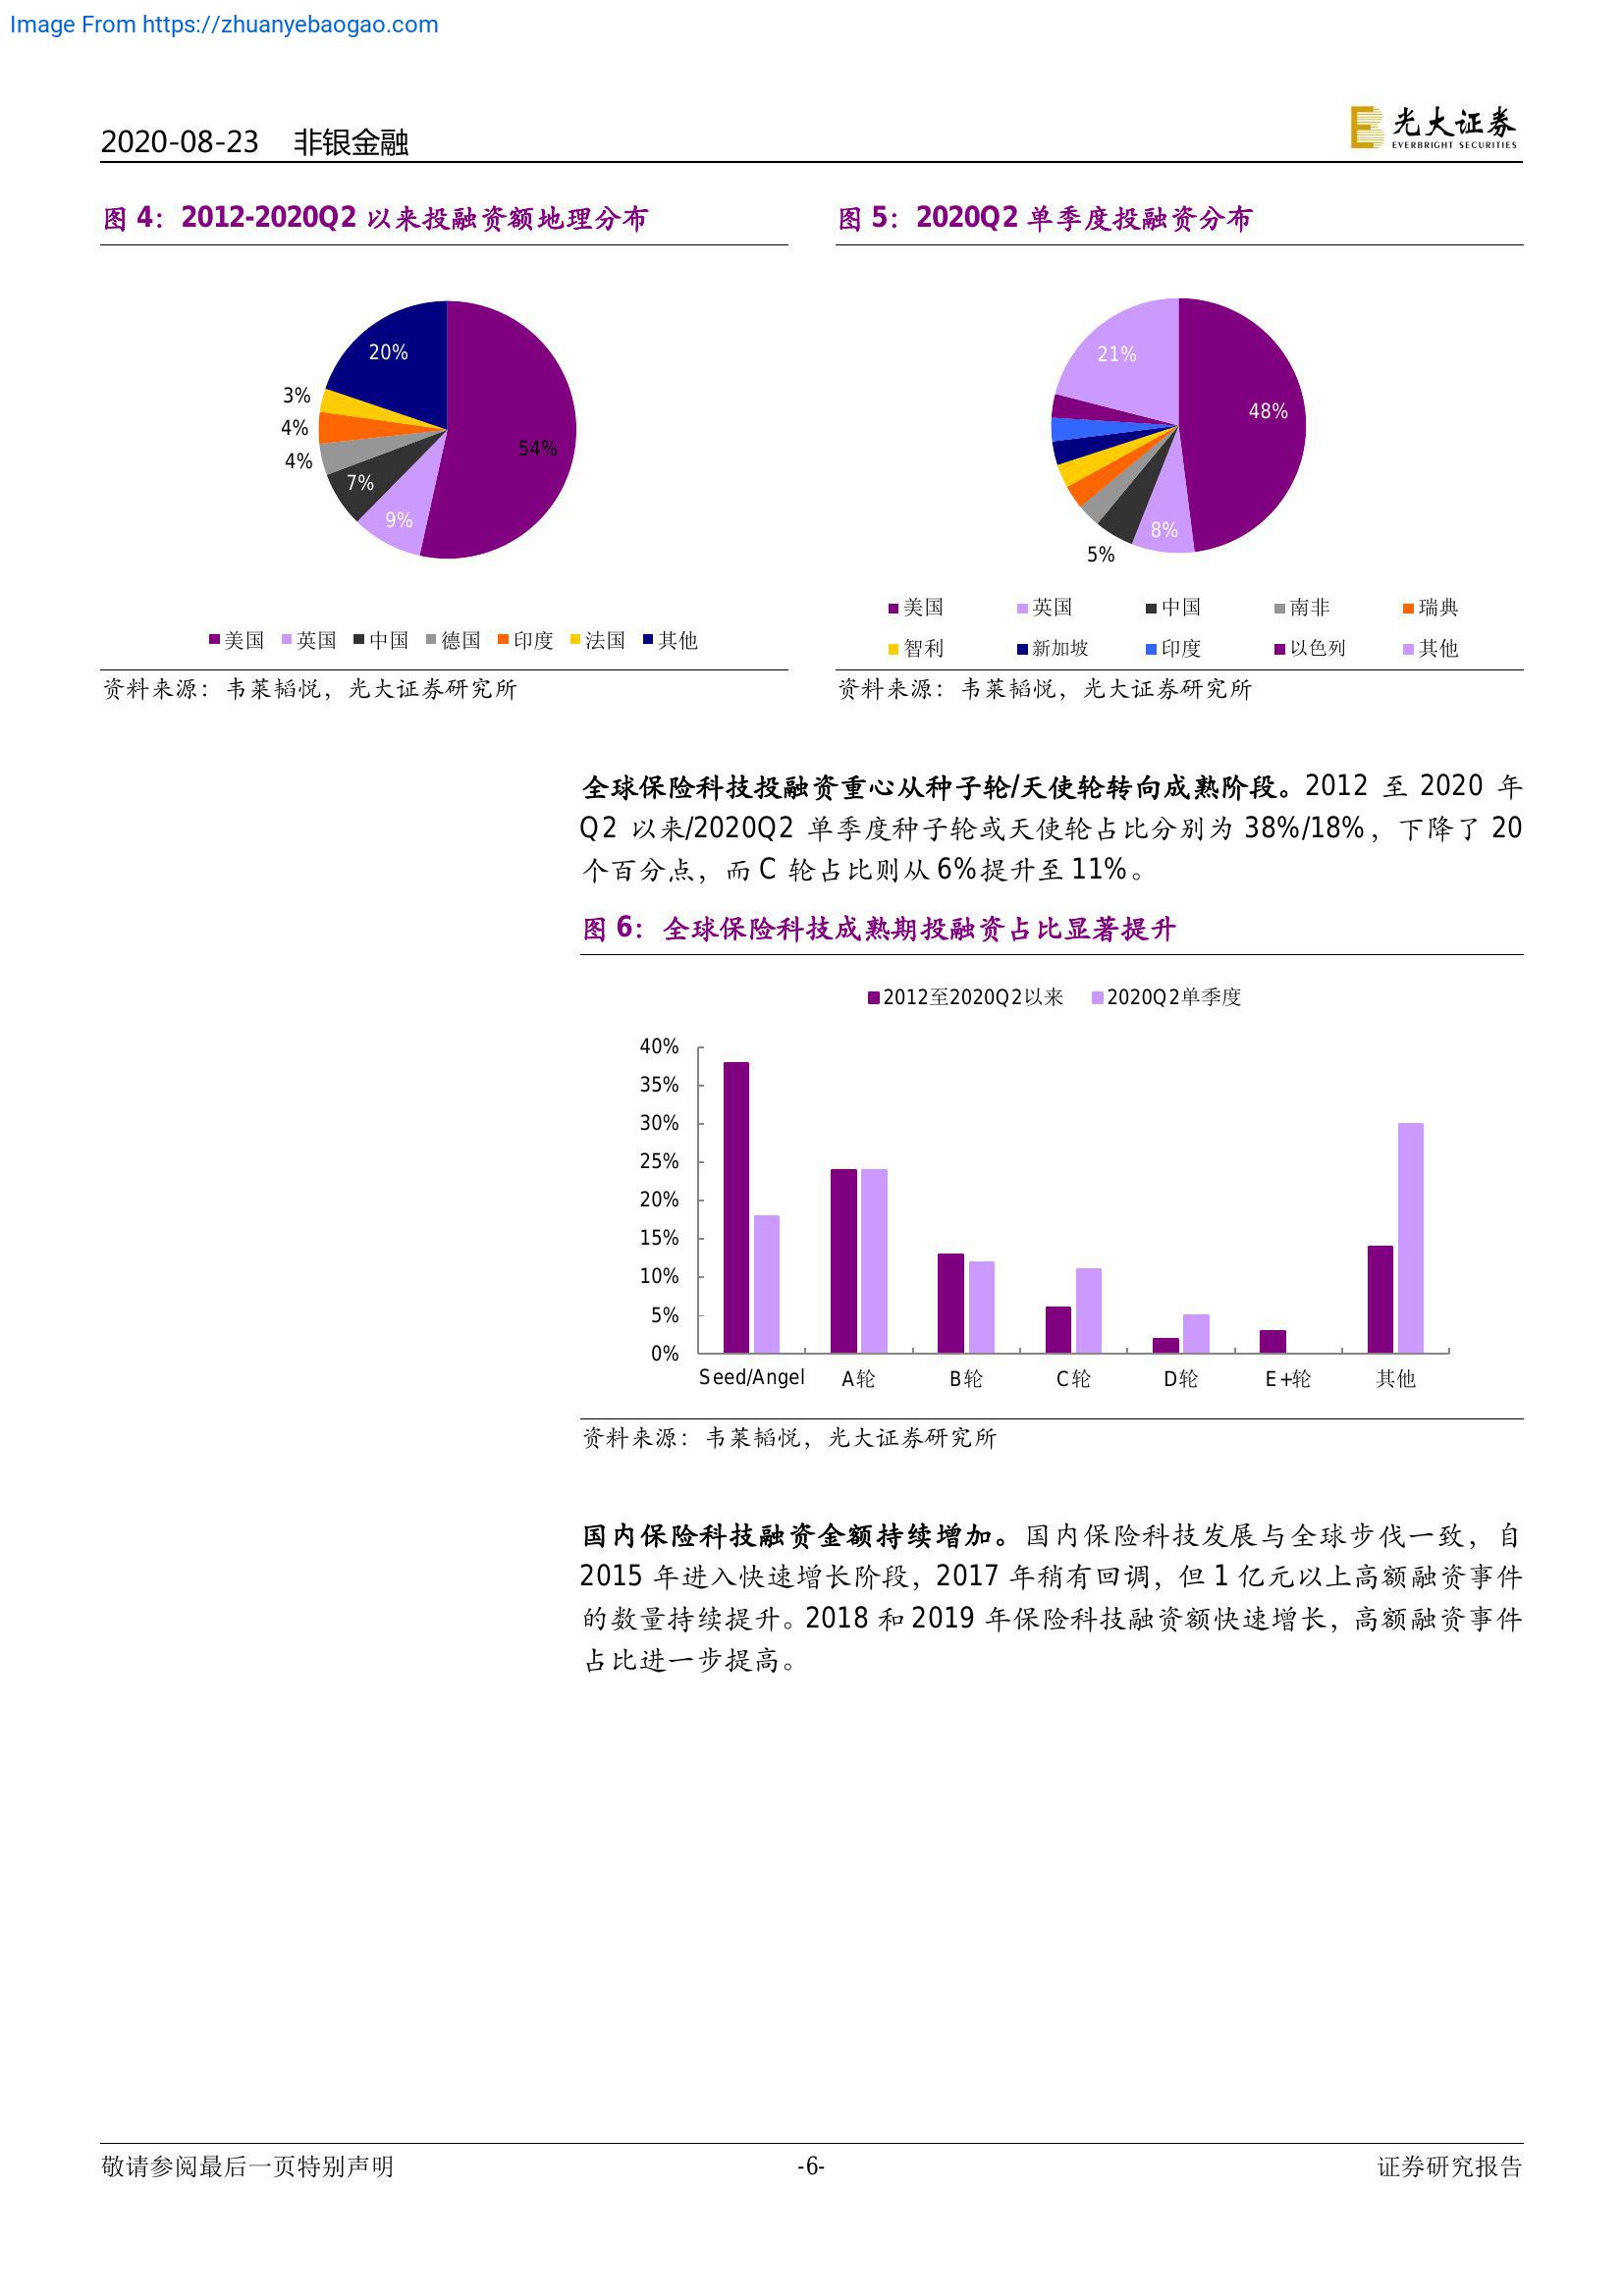 Image From https://zhuanyebaogao.com
2020-08-23 非银金融
光大证券
EVERBRIGHT SECURITIES
图 4：2012-2020Q2 以来投融资额地理分布
20%
3%
4%
4%
7%
9%
54%
美国 英国 中国 德国 印度 法国 其他
资料来源：韦莱韬悦，光大证券研究所
图 5：2020Q2 单季度投融资分布
21%
48%
8%
5%
美国 英国 中国 南非 瑞典
智利 新加坡 印度 以色列 其他
资料来源：韦莱韬悦，光大证券研究所
全球保险科技投融资重心从种子轮/天使轮转向成熟阶段。2012 至 2020 年
Q2 以来/2020Q2 单季度种子轮或天使轮占比分别为 38%/18%，下降了 20
个百分点，而 C 轮占比则从 6%提升至 11%。
图 6：全球保险科技成熟期投融资占比显著提升
2012至2020Q2以来 2020Q2单季度
40%
35%
30%
25%
20%
15%
10%
5%
0%
Seed/Angel A轮 B轮 C轮 D轮 E+轮 其他
资料来源：韦莱韬悦，光大证券研究所
国内保险科技融资金额持续增加。国内保险科技发展与全球步伐一致，自
2015 年进入快速增长阶段，2017 年稍有回调，但 1 亿元以上高额融资事件
的数量持续提升。2018 和 2019 年保险科技融资额快速增长，高额融资事件
占比进一步提高。
敬请参阅最后一页特别声明 -6- 证券研究报告